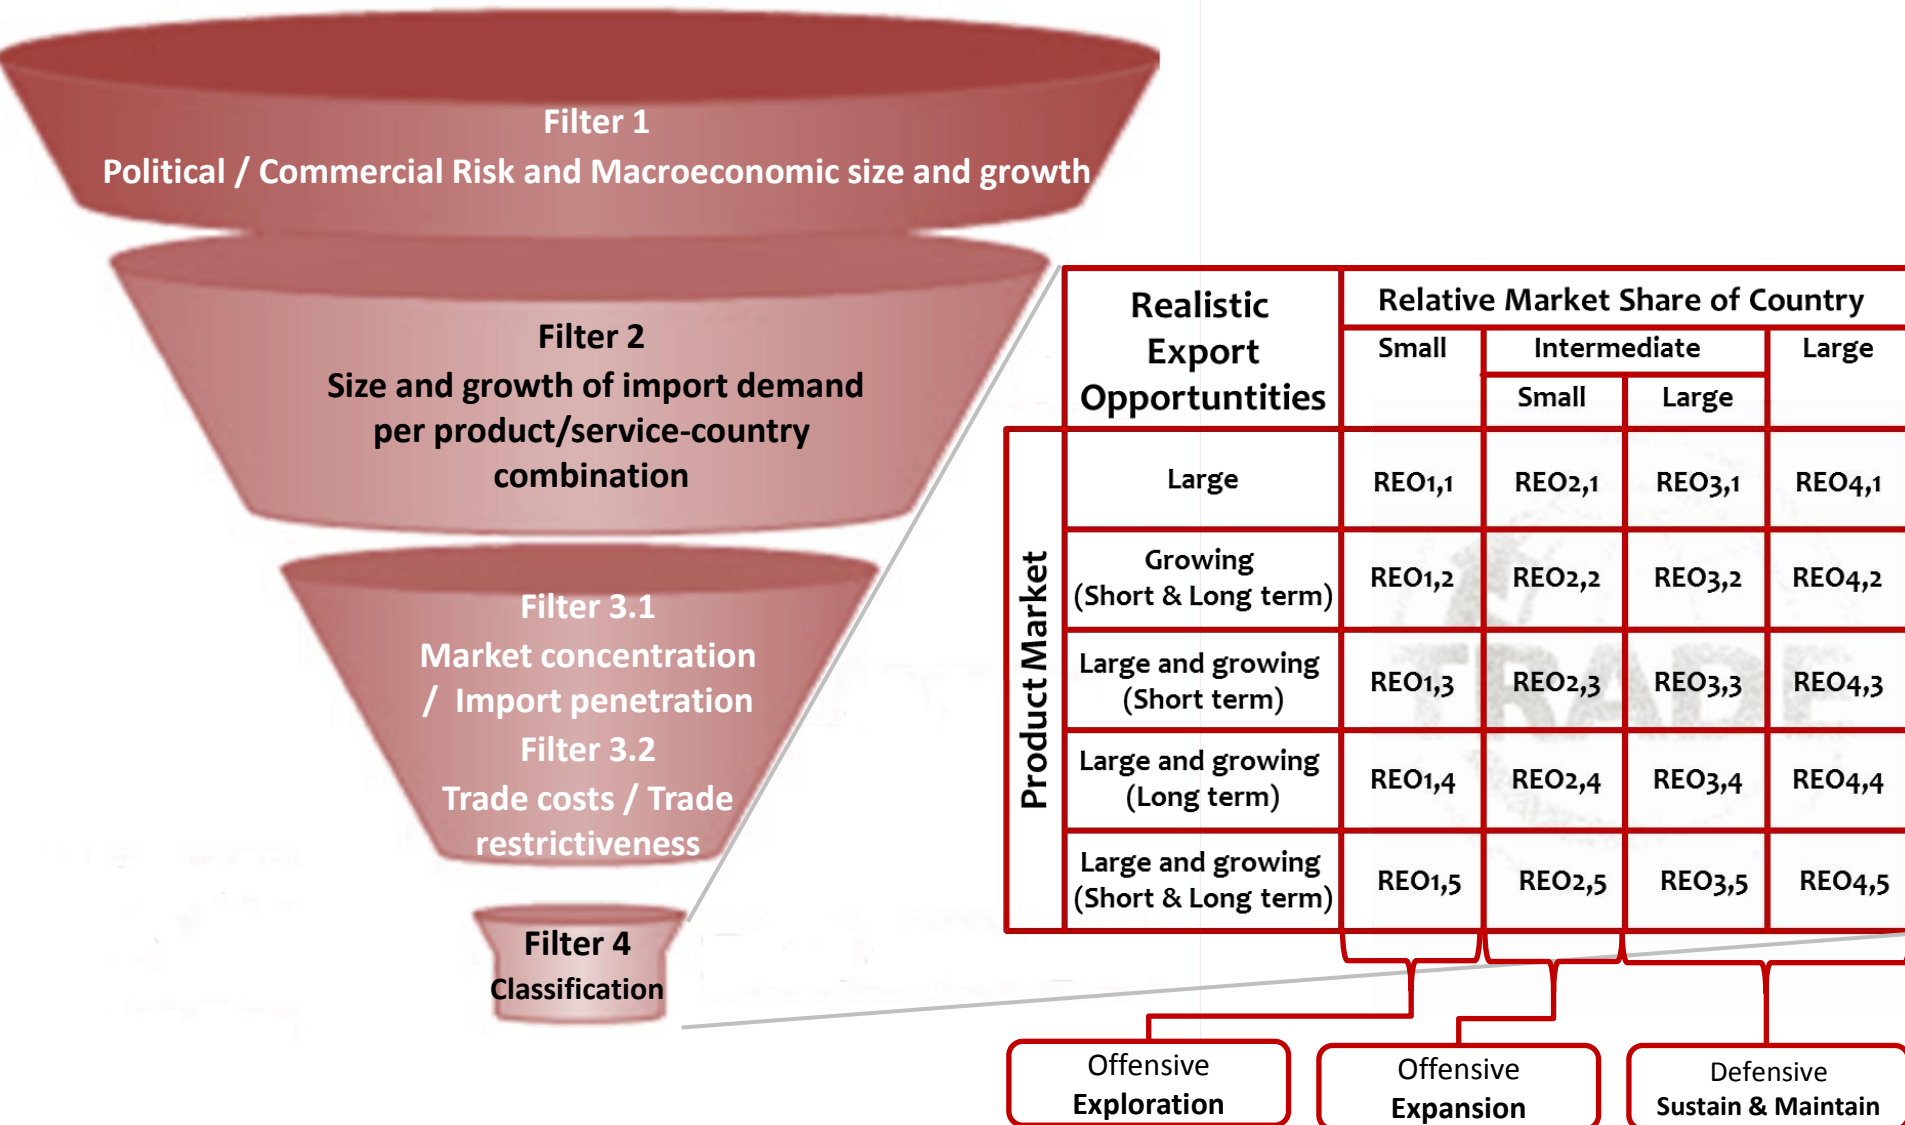 Filter 1
Political / Commercial Risk and Macroeconomic size and growth
Filter 2
Size and growth of import demand
per product/service-country
combination
Filter 3.1
Market concentration
/ Import penetration
Filter 3.2
Trade costs / Trade
restrictiveness
Filter 4
Classification
Realistic
Export
Opportuntities
Relative Market Share of Country
Small
Intermediate
Large
Small
Large
Product Market
Large
REO1,1
REO2,1
REO3,1
REO4,1
Growing
(Short & Long term)
REO1,2
REO2,2
REO3,2
REO4,2
Large and growing
(Short term)
REO1,3
REO2,3
REO3,3
REO4,3
Large and growing
(Long term)
REO1,4
REO2,4
REO3,4
REO4,4
Large and growing
(Short & Long term)
REO1,5
REO2,5
REO3,5
REO4,5
TRADE
Offensive
Exploration
Offensive
Expansion
Defensive
Sustain & Maintain